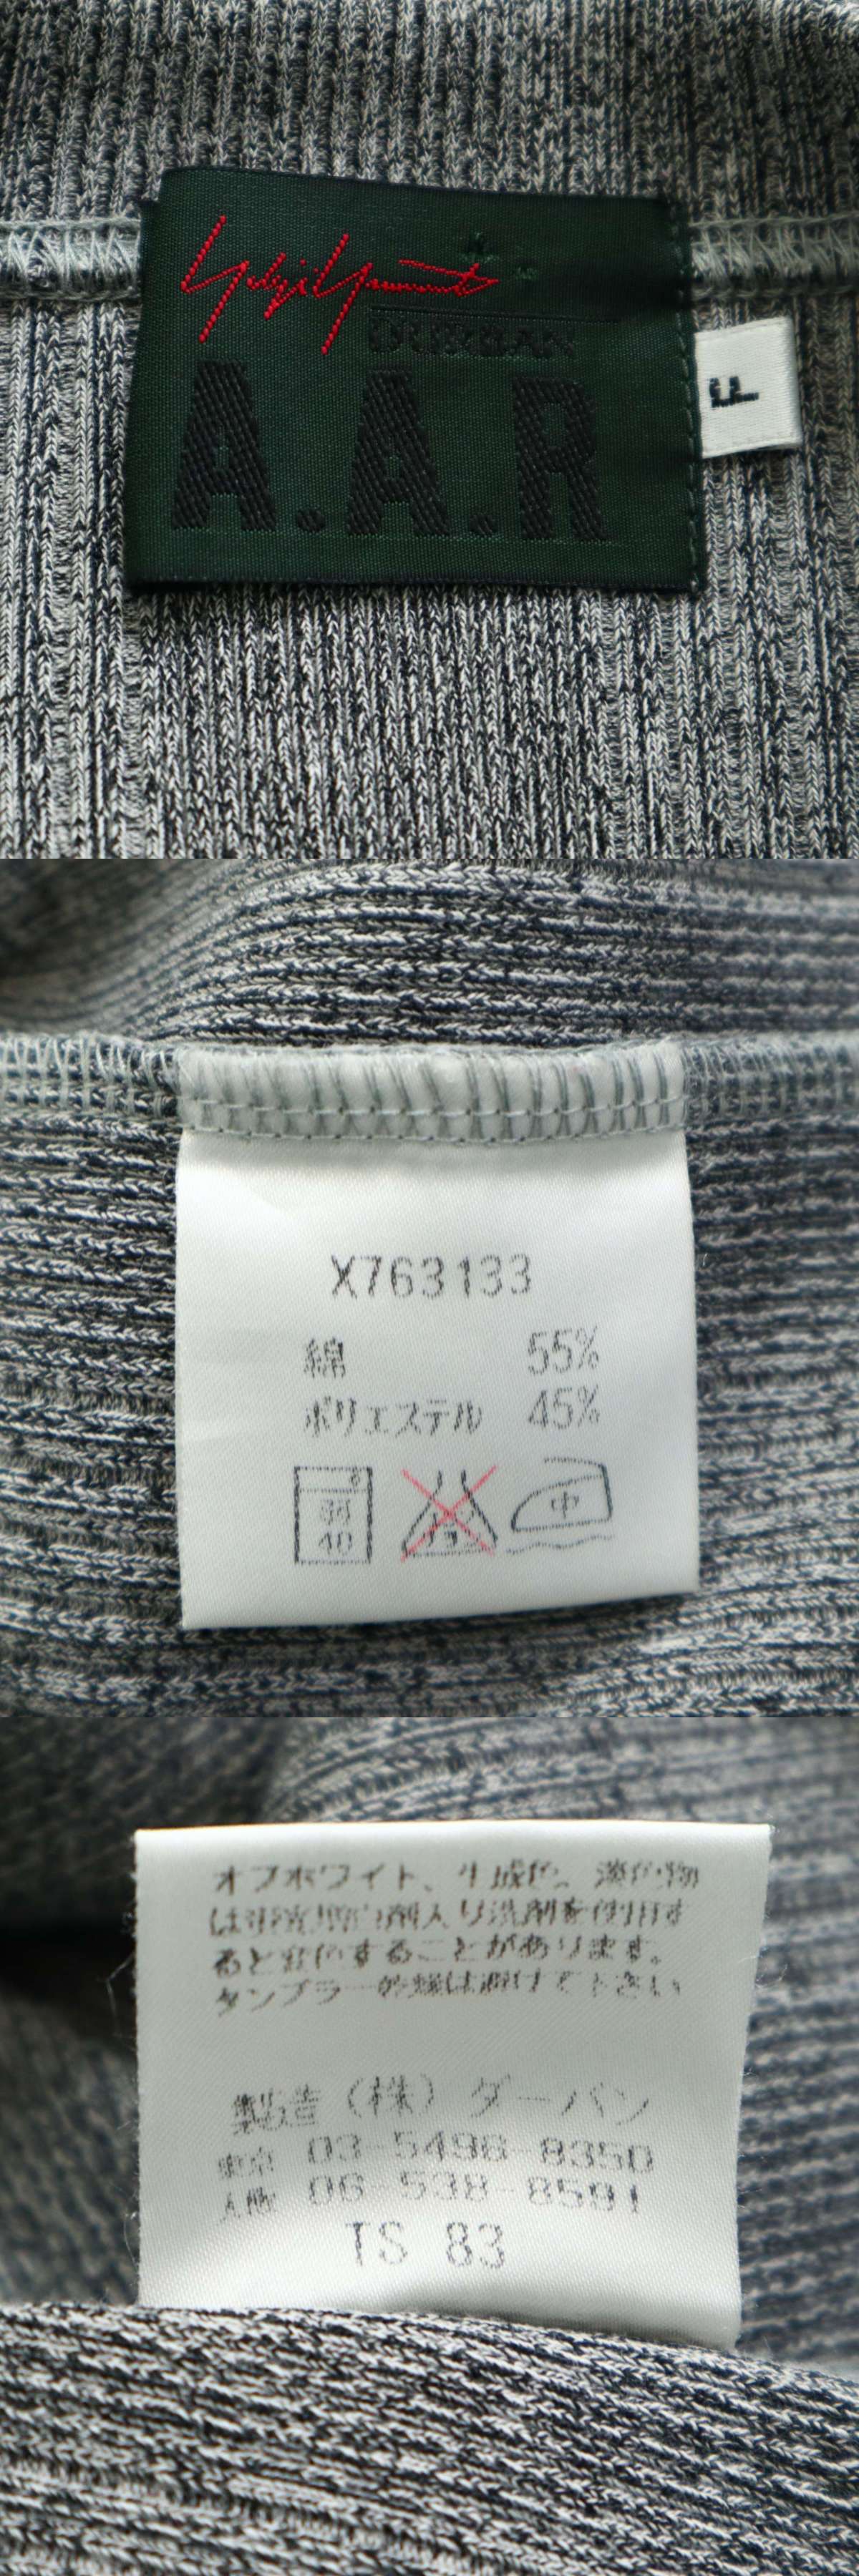 Yohji Yamamoto
DURBAN
A.A.R
F
X763133
綿 55%
ポリエステル 45%
弱
40
中
オフホワイト、生成色。淡色物
は蛍光増白剤入り洗剤を使用す
ると変色することがあります。
タンブラー乾燥は避けて下さい
製造（株）ダーバン
東京 03-5496-8350
大阪 06-538-8591
TS 83